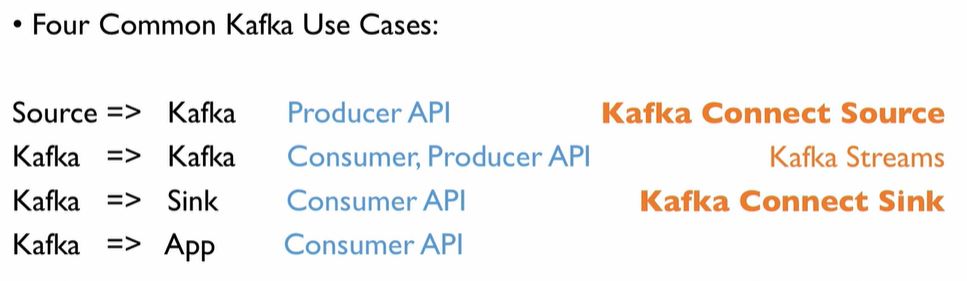 • Four Common Kafka Use Cases:
Source => Kafka Producer API Kafka Connect Source
Kafka => Kafka Consumer, Producer API Kafka Streams
Kafka => Sink Consumer API Kafka Connect Sink
Kafka => App Consumer API